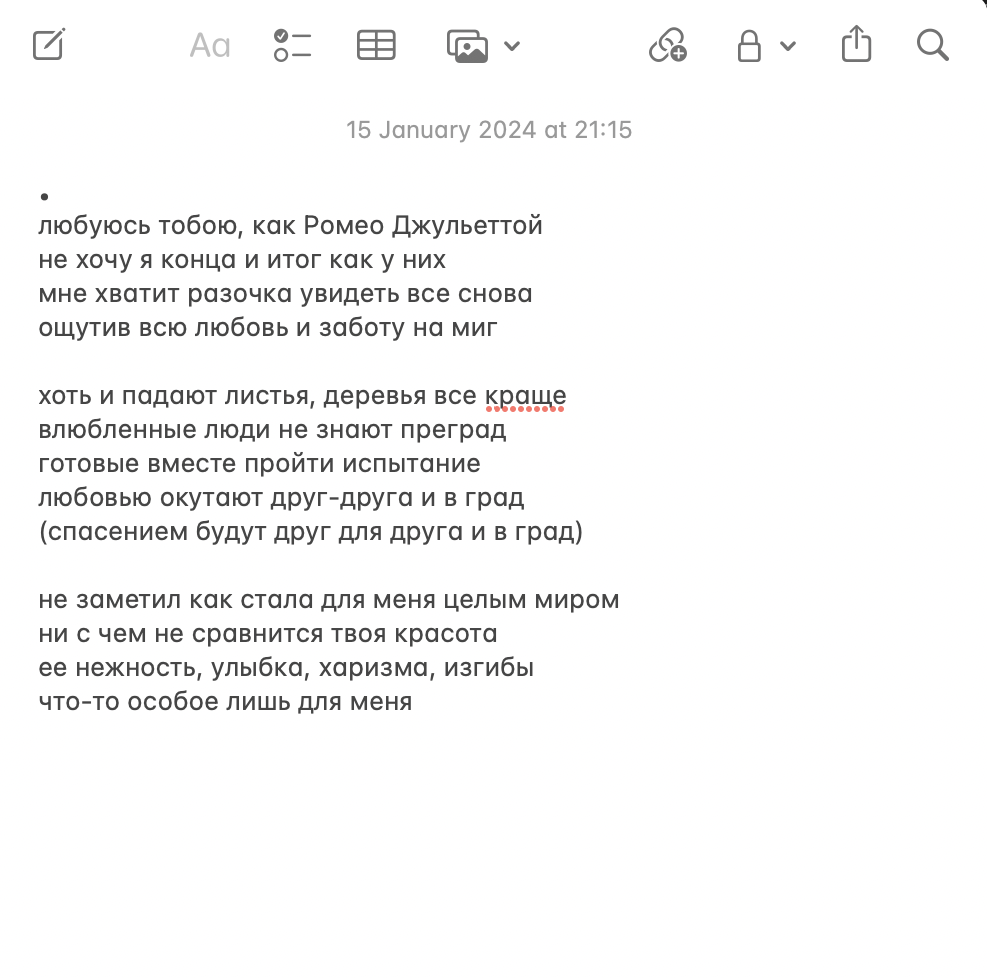 Aa
15 January 2024 at 21:15
•
любуюсь тобою, как Ромео Джульеттой
не хочу я конца и итог как у них
мне хватит разочка увидеть все снова
ощутив всю любовь и заботу на миг
хоть и падают листья, деревья все краще
влюбленные люди не знают преград
готовые вместе пройти испытание
любовью окутают друг-друга и в град
(спасением будут друг для друга и в град)
не заметил как стала для меня целым миром
ни с чем не сравнится твоя красота
ее нежность, улыбка, харизма, изгибы
что-то особое лишь для меня